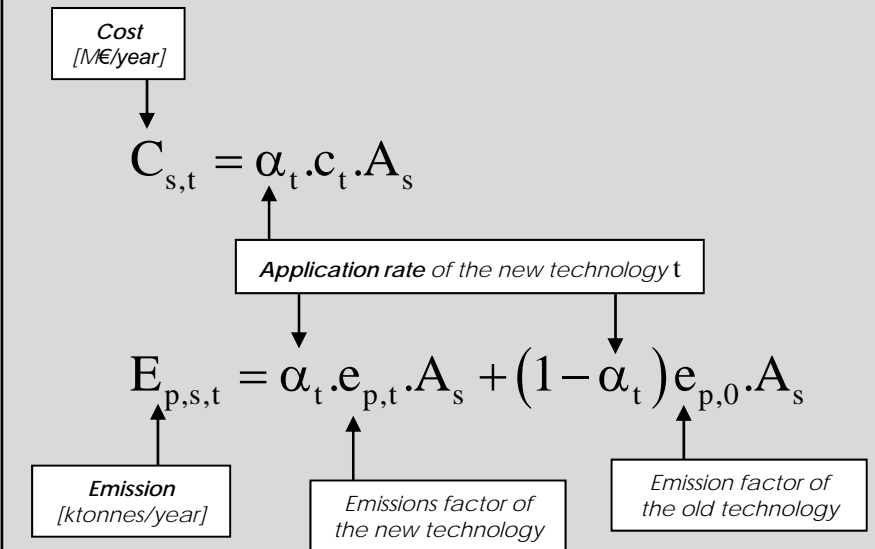 Cost
[M€/year]
C_{s,t} = α_t.c_t.A_s
Application rate of the new technology t
E_{p,s,t} = α_t.e_{p,t}.A_s + (1 − α_t) e_{p,0}.A_s
Emission
[ktonnes/year]
Emissions factor of
the new technology
Emission factor of
the old technology